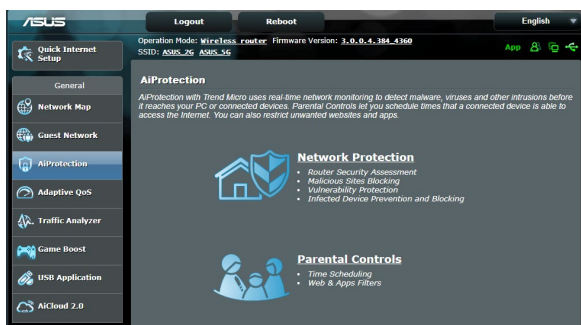 ASUS
Logout
Reboot
English
Quick Internet
Setup
Operation Mode: Wireless router Firmware Version: 3.0.0.4.384_4360
SSID: ASUS_2G ASUS_5G
App
General
Network Map
Guest Network
AiProtection
Adaptive QoS
Traffic Analyzer
Game Boost
USB Application
AiCloud 2.0
AiProtection
AiProtection with Trend Micro uses real-time network monitoring to detect malware, viruses and other intrusions before
it reaches your PC or connected devices. Parental Controls let you schedule times that a connected device is able to
access the Internet. You can also restrict unwanted websites and apps.
Network Protection
• Router Security Assessment
• Malicious Sites Blocking
• Vulnerability Protection
• Infected Device Prevention and Blocking
Parental Controls
• Time Scheduling
• Web & Apps Filters